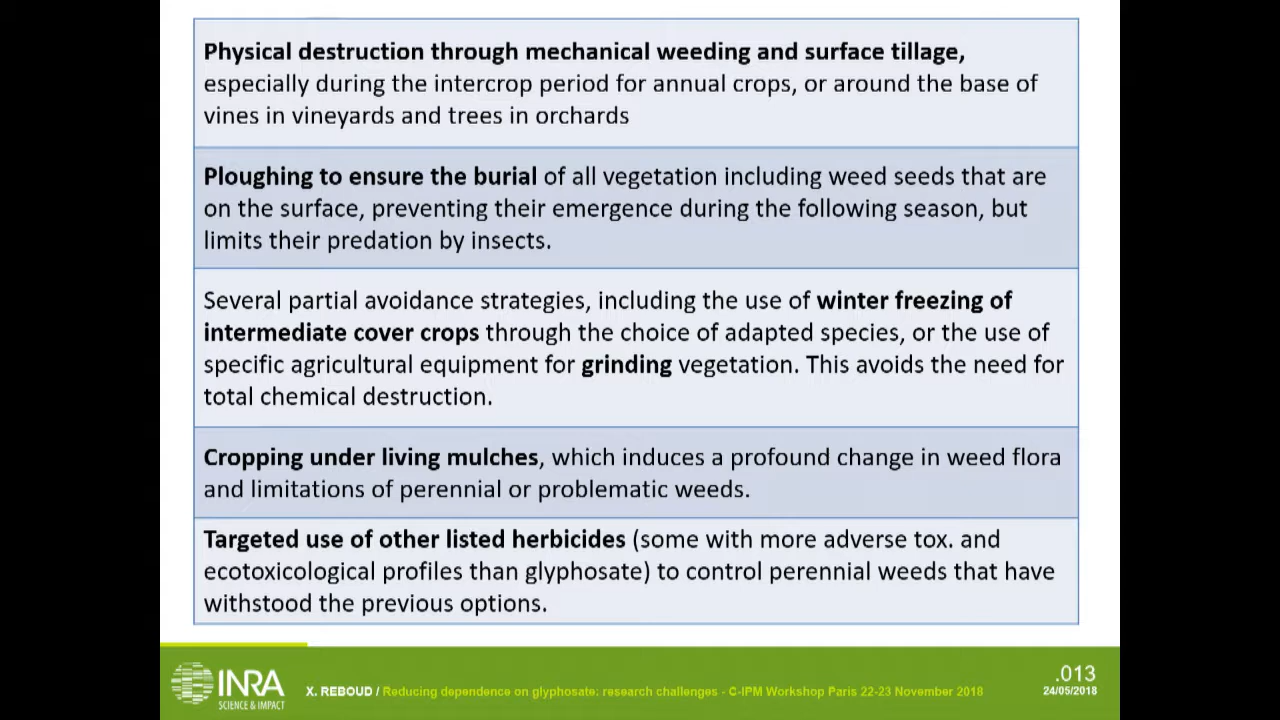 Physical destruction through mechanical weeding and surface tillage,
especially during the intercrop period for annual crops, or around the base of
vines in vineyards and trees in orchards
Ploughing to ensure the burial of all vegetation including weed seeds that are
on the surface, preventing their emergence during the following season, but
limits their predation by insects.
Several partial avoidance strategies, including the use of winter freezing of
intermediate cover crops through the choice of adapted species, or the use of
specific agricultural equipment for grinding vegetation. This avoids the need for
total chemical destruction.
Cropping under living mulches, which induces a profound change in weed flora
and limitations of perennial or problematic weeds.
Targeted use of other listed herbicides (some with more adverse tox. and
ecotoxicological profiles than glyphosate) to control perennial weeds that have
withstood the previous options.
INRA
SCIENCE & IMPACT
X. REBOUD / Reducing dependence on glyphosate: research challenges - C-IPM Workshop Paris 22-23 November 2018
.013
24/05/2018